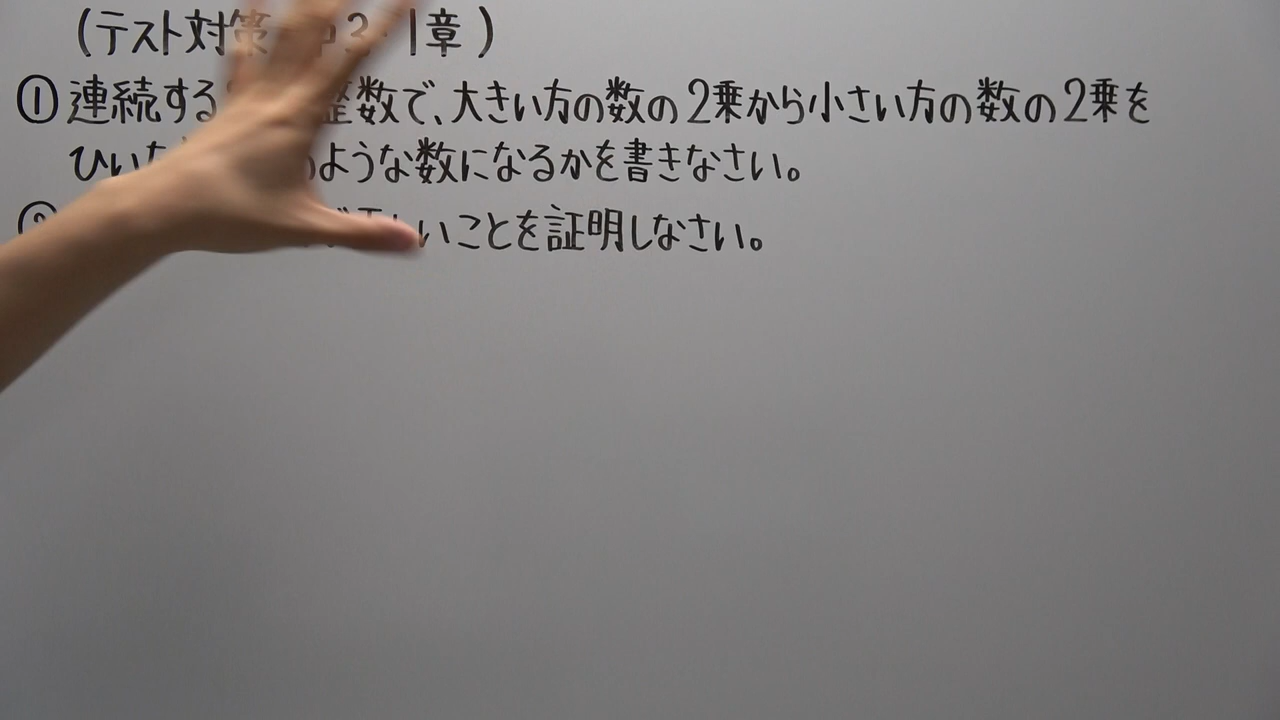 (テスト対策 中3・1章)
①連続する 整数で、大きい方の数の2乗から小さい方の数の2乗を
ひいた ような数になるかを書きなさい。
② いことを証明しなさい。